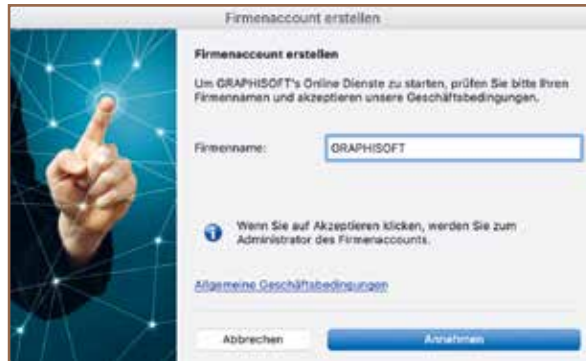 Firmenaccount erstellen
Firmenaccount erstellen
Um GRAPHISOFT's Online Dienste zu starten, prüfen Sie bitte Ihren
Firmennamen und akzeptieren unsere Geschäftsbedingungen.
Firmenname: GRAPHISOFT
Wenn Sie auf Akzeptieren klicken, werden Sie zum
Administrator des Firmenaccounts.
Allgemeine Geschäftsbedingungen
Abbrechen Annehmen